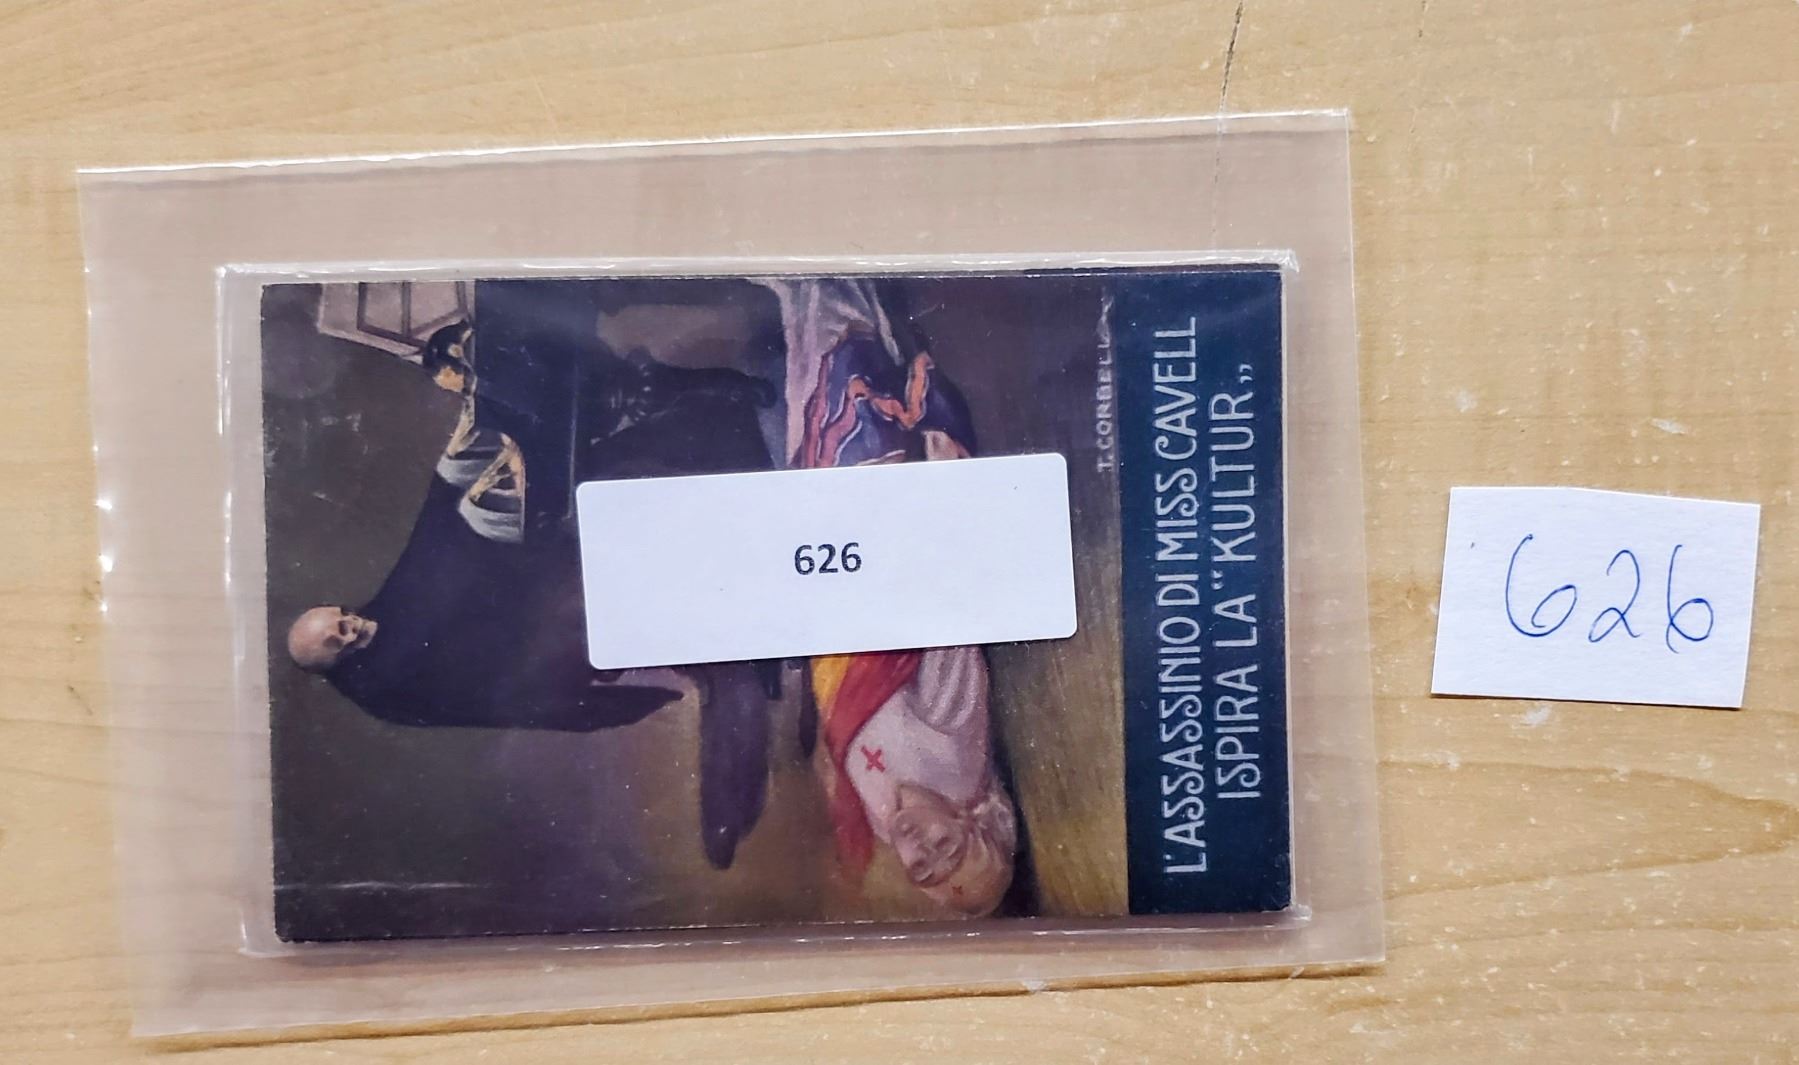 L'ASSASSINIO DI MISS CAVELL
ISPIRA LA “KULTUR„
T. CORBELLA
626
626